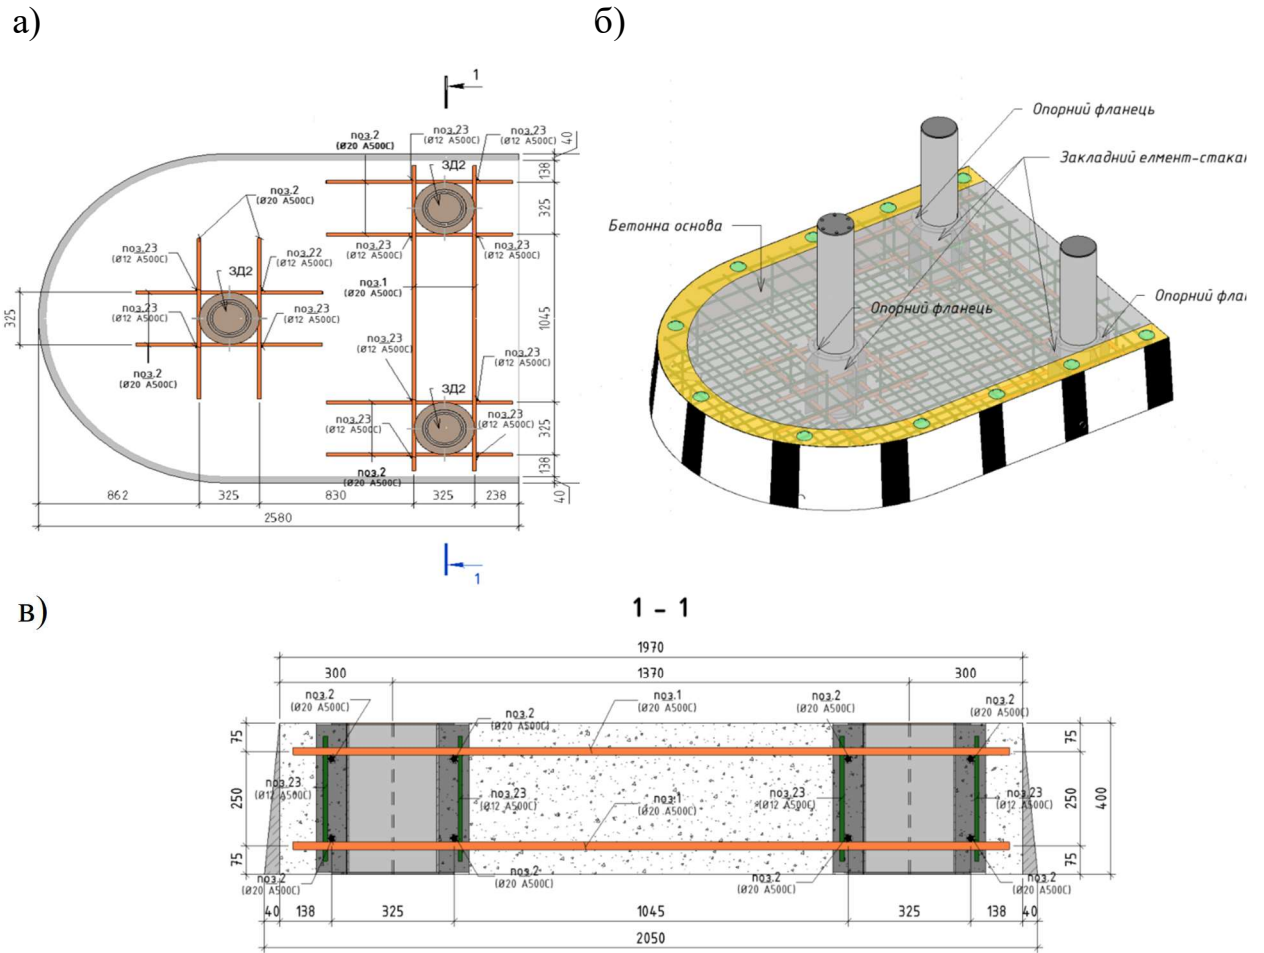 а)
б)
1
поз.2
(Ø20 А500С)
поз.23
(Ø12 А500С)
поз.23
(Ø12 А500С)
40
ЗД2
138
поз.2
(Ø20 А500С)
325
поз.23
(Ø12 А500С)
поз.22
(Ø12 А500С)
поз.23
(Ø12 А500С)
поз.23
(Ø12 А500С)
ЗД2
поз.1
(Ø20 А500С)
325
поз.23
(Ø12 А500С)
поз.23
(Ø12 А500С)
1045
поз.23
(Ø12 А500С)
поз.23
(Ø12 А500С)
поз.2
(Ø20 А500С)
ЗД2
поз.23
(Ø12 А500С)
поз.23
(Ø12 А500С)
325
138
поз.2
(Ø20 А500С)
40
862
325
830
325
238
2580
1
Опорний фланець
Закладний елмент-стакан
Бетонна основа
Опорний фланець
Опорний фла
в)
1 – 1
1970
300
1370
300
поз.2
(Ø20 А500С)
поз.2
(Ø20 А500С)
поз.1
(Ø20 А500С)
поз.2
(Ø20 А500С)
поз.2
(Ø20 А500С)
75
75
поз.23
(Ø12 А500С)
поз.23
(Ø12 А500С)
поз.1
(Ø20 А500С)
поз.23
(Ø12 А500С)
поз.23
(Ø12 А500С)
250
250
400
75
75
поз.2
(Ø20 А500С)
поз.2
(Ø20 А500С)
поз.2
(Ø20 А500С)
поз.2
(Ø20 А500С)
40
138
325
1045
325
138
40
2050